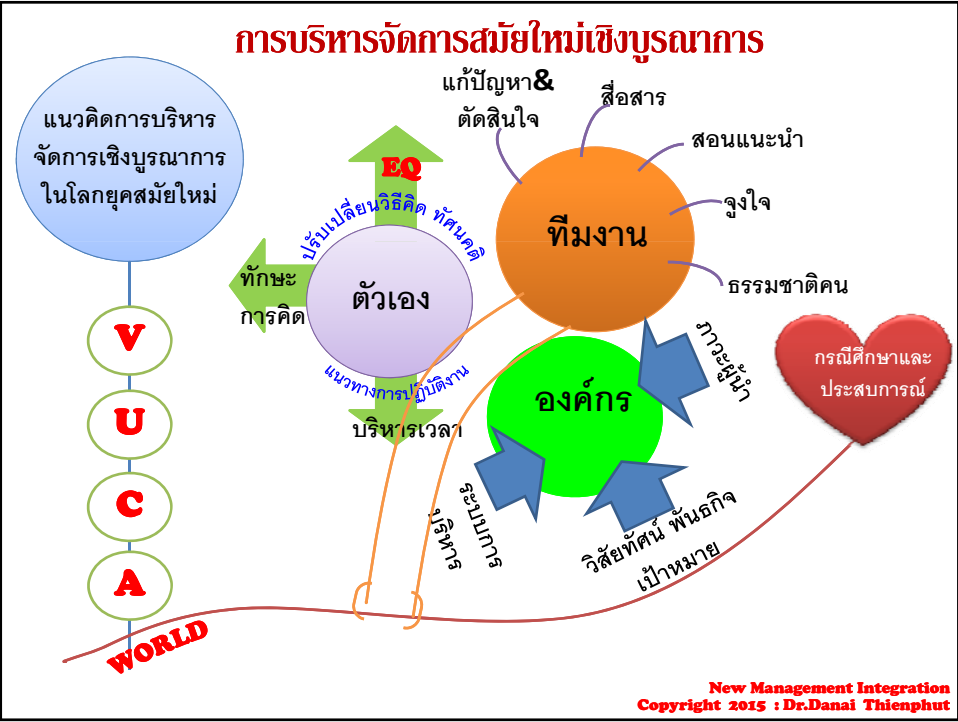 การบริหารจัดการสมัยใหม่เชิงบูรณาการ
แนวคิดการบริหาร
จัดการเชิงบูรณาการ
ในโลกยุคสมัยใหม่
V
U
C
A
WORLD
EQ
ปรับเปลี่ยนวิธีคิด ทัศนคติ
ทักษะ
การคิด
ตัวเอง
แนวทางการปฏิบัติงาน
บริหารเวลา
แก้ปัญหา&
ตัดสินใจ
สื่อสาร
สอนแนะนำ
จูงใจ
ธรรมชาติคน
ทีมงาน
องค์กร
ภาวะผู้นำ
ระบบการ
บริหาร
วิสัยทัศน์ พันธกิจ
เป้าหมาย
กรณีศึกษาและ
ประสบการณ์
New Management Integration
Copyright 2015 : Dr.Danai Thienphut